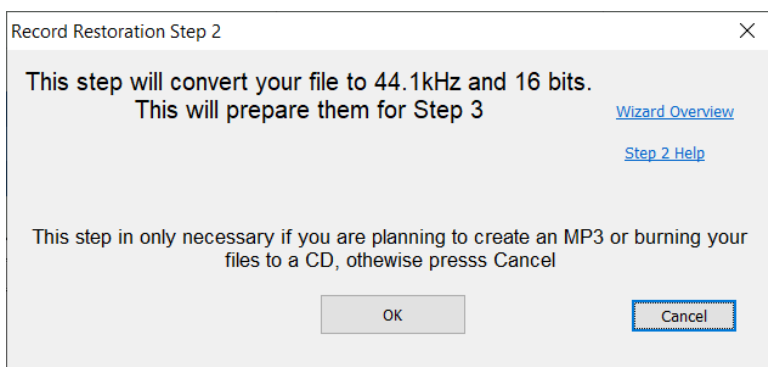 Record Restoration Step 2
This step will convert your file to 44.1kHz and 16 bits.
This will prepare them for Step 3
Wizard Overview
Step 2 Help
This step in only necessary if you are planning to create an MP3 or burning your
files to a CD, othewise presss Cancel
OK
Cancel